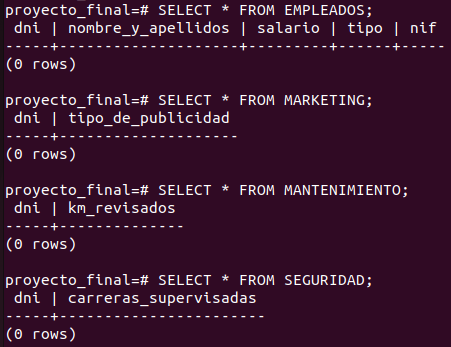 proyecto_final=# SELECT * FROM EMPLEADOS;
 dni | nombre_y_apellidos | salario | tipo | nif
-----+--------------------+---------+------+-----
(0 rows)

proyecto_final=# SELECT * FROM MARKETING;
 dni | tipo_de_publicidad
-----+--------------------
(0 rows)

proyecto_final=# SELECT * FROM MANTENIMIENTO;
 dni | km_revisados
-----+--------------
(0 rows)

proyecto_final=# SELECT * FROM SEGURIDAD;
 dni | carreras_supervisadas
-----+-----------------------
(0 rows)